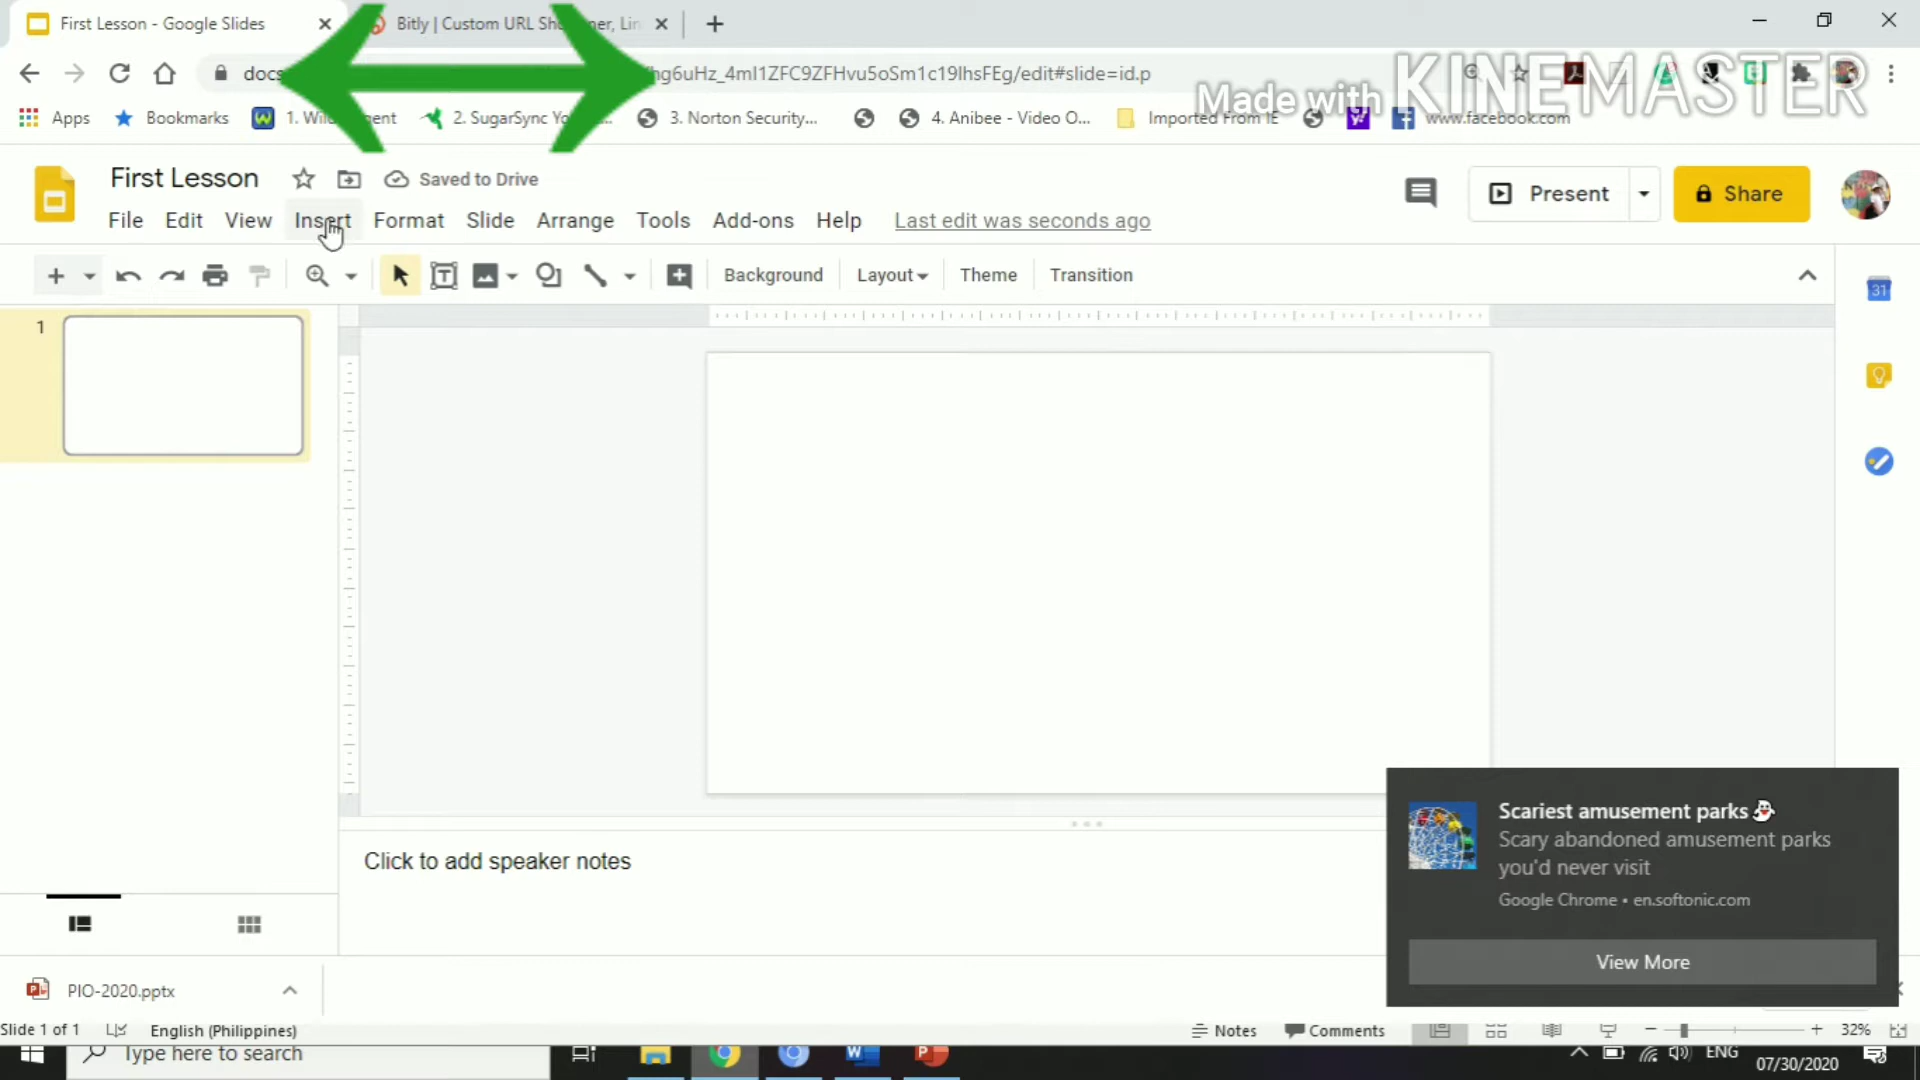 First Lesson - Google Slides
Bitly | Custom URL Sho ner, Lin
docs hg6uHz_4ml1ZFC9ZFHvu5oSm1c19lhsFEg/edit#slide=id.p
Made with KINEMASTER
Apps Bookmarks 1. Wil ent 2. SugarSync Yo ... 3. Norton Security... 4. Anibee - Video O... Imported From IE www.facebook.com
First Lesson Saved to Drive
Present Share
File Edit View Insert Format Slide Arrange Tools Add-ons Help Last edit was seconds ago
Background Layout Theme Transition
31
1
Click to add speaker notes
Scariest amusement parks
Scary abandoned amusement parks
you'd never visit
Google Chrome • en.softonic.com
View More
PIO-2020.pptx
Slide 1 of 1 English (Philippines) Notes Comments 32%
Type here to search ENG
07/30/2020